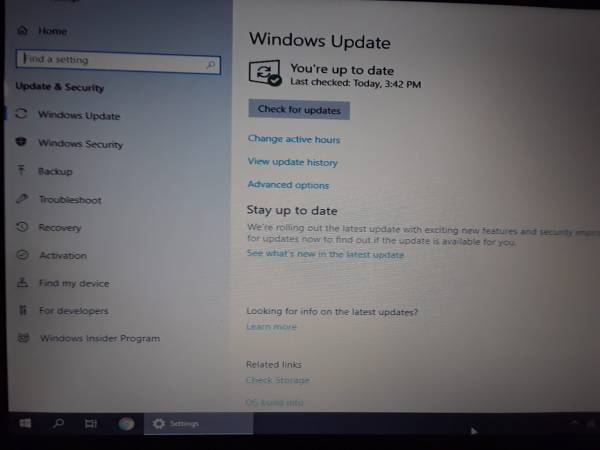 Home
Find a setting
Update & Security
Windows Update
Windows Security
Backup
Troubleshoot
Recovery
Activation
Find my device
For developers
Windows Insider Program
Windows Update
You're up to date
Last checked: Today, 3:42 PM
Check for updates
Change active hours
View update history
Advanced options
Stay up to date
We're rolling out the latest update with exciting new features and security
for updates now to find out if the update is available for you.
See what's new in the latest update
Looking for info on the latest updates?
Learn more
Related links
Check Storage
OS build info
Settings